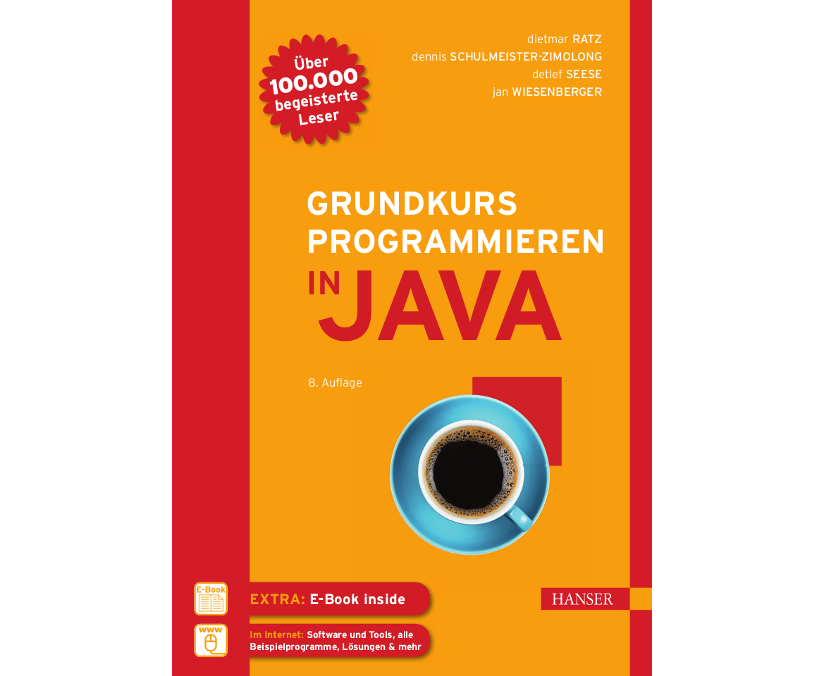 dietmar RATZ
dennis SCHULMEISTER-ZIMOLONG
detlef SEESE
jan WIESENBERGER
Über
100.000
begeisterte
Leser
GRUNDKURS
PROGRAMMIEREN
IN JAVA
8. Auflage
E-Book
EXTRA: E-Book inside
HANSER
www
Im Internet: Software und Tools, alle
Beispielprogramme, Lösungen & mehr